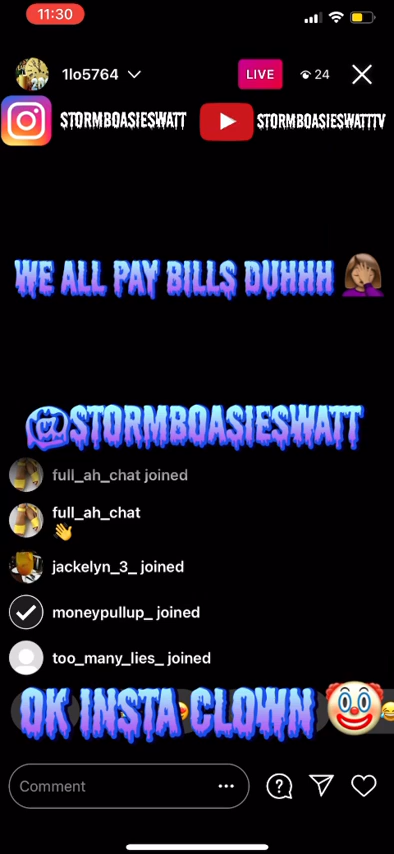 11:30
1lo5764
LIVE
24
STORMBOASIESWATT
STORMBOASIESWATTTV
WE ALL PAY BILLS DUHHH
@STORMBOASIESWATT
full_ah_chat joined
full_ah_chat
jackelyn_3_ joined
moneypullup_ joined
too_many_lies_ joined
OK INSTA CLOWN
Comment